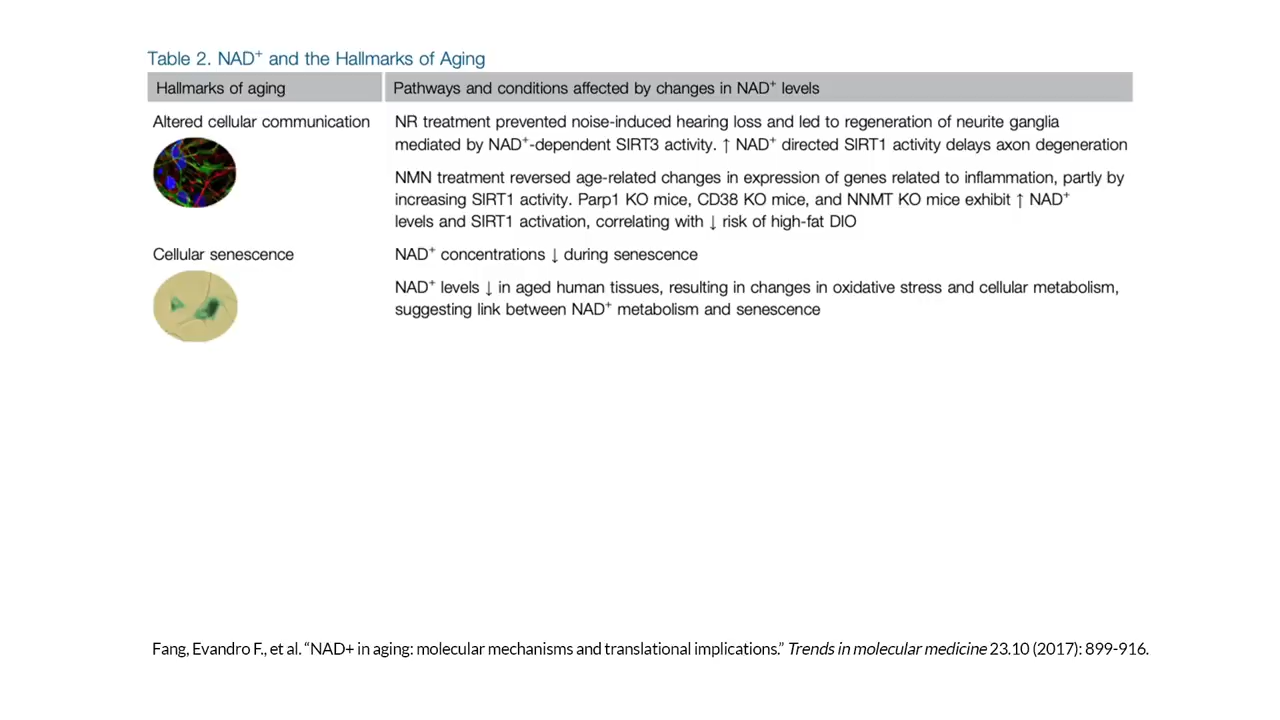 Table 2. NAD⁺ and the Hallmarks of Aging
Hallmarks of aging
Pathways and conditions affected by changes in NAD⁺ levels
Altered cellular communication
NR treatment prevented noise-induced hearing loss and led to regeneration of neurite ganglia
mediated by NAD⁺-dependent SIRT3 activity. ↑ NAD⁺ directed SIRT1 activity delays axon degeneration
NMN treatment reversed age-related changes in expression of genes related to inflammation, partly by
increasing SIRT1 activity. Parp1 KO mice, CD38 KO mice, and NNMT KO mice exhibit ↑ NAD⁺
levels and SIRT1 activation, correlating with ↓ risk of high-fat DIO
Cellular senescence
NAD⁺ concentrations ↓ during senescence
NAD⁺ levels ↓ in aged human tissues, resulting in changes in oxidative stress and cellular metabolism,
suggesting link between NAD⁺ metabolism and senescence
Fang, Evandro F., et al. “NAD+ in aging: molecular mechanisms and translational implications.” Trends in molecular medicine 23.10 (2017): 899-916.